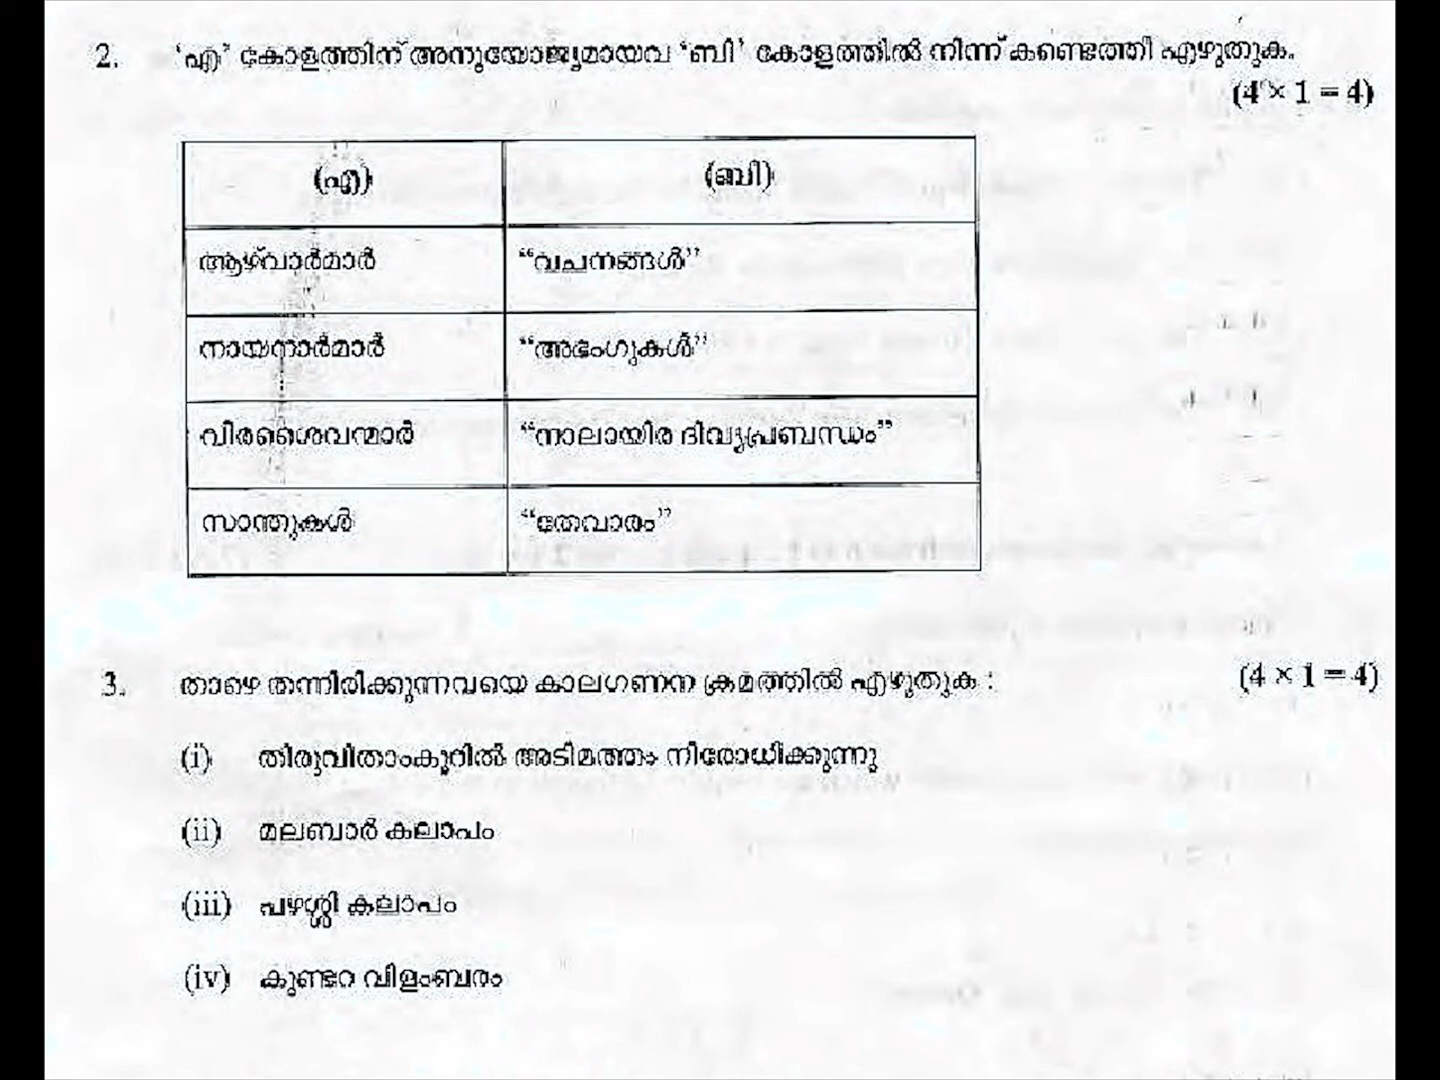 2. ‘എ’ കോളത്തിന് അനുയോജ്യമായവ ‘ബി’ കോളത്തിൽ നിന്ന് കണ്ടെത്തി എഴുതുക.
(4 × 1 = 4)
(എ) (ബി)
ആഴ്‌വാർമാർ “വചനങ്ങൾ”
നായനാർമാർ “അഭംഗുകൾ”
വീരശൈവന്മാർ “നാലായിര ദിവ്യപ്രബന്ധം”
സാന്തുകൾ “തേവാരം”
3. താഴെ തന്നിരിക്കുന്നവയെ കാലഗണന ക്രമത്തിൽ എഴുതുക : (4 × 1 = 4)
(i) തിരുവിതാംകൂറിൽ അടിമത്തം നിരോധിക്കുന്നു
(ii) മലബാർ കലാപം
(iii) പഴശ്ശി കലാപം
(iv) കുണ്ടറ വിളംബരം